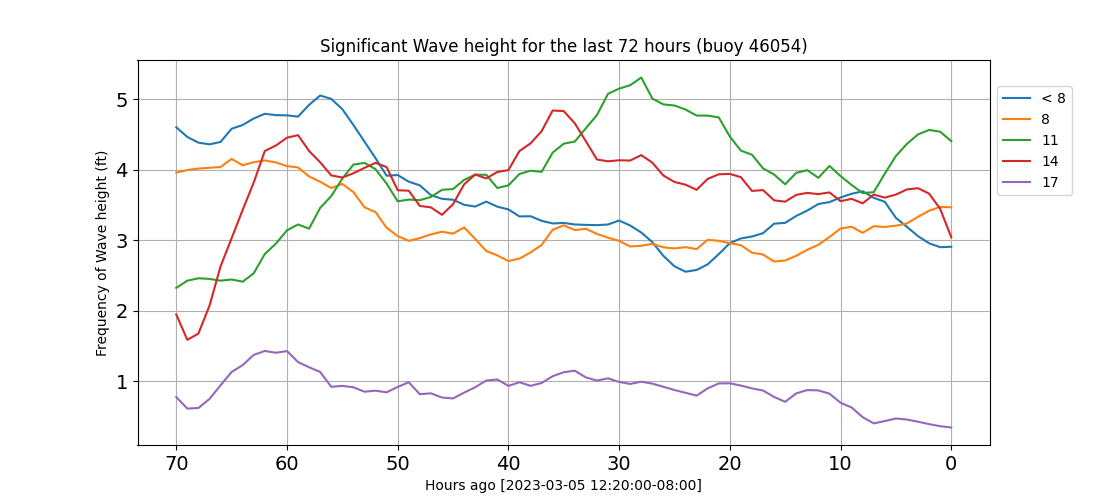 Significant Wave height for the last 72 hours (buoy 46054)
Frequency of Wave height (ft)
5
4
3
2
1
70 60 50 40 30 20 10 0
Hours ago [2023-03-05 12:20:00-08:00]
< 8
8
11
14
17